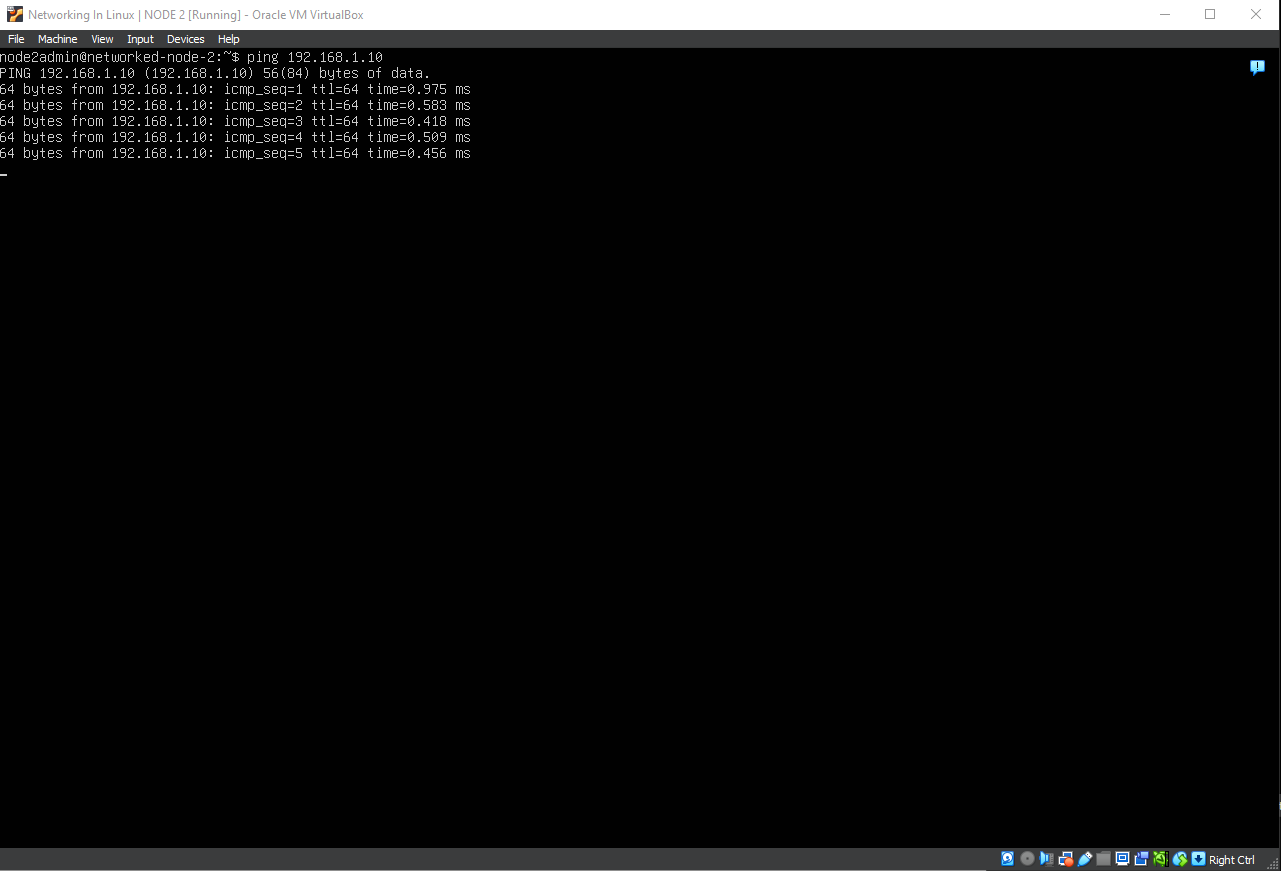 Networking In Linux | NODE 2 [Running] - Oracle VM VirtualBox
File Machine View Input Devices Help
node2admin@networked-node-2:~$ ping 192.168.1.10
PING 192.168.1.10 (192.168.1.10) 56(84) bytes of data.
64 bytes from 192.168.1.10: icmp_seq=1 ttl=64 time=0.975 ms
64 bytes from 192.168.1.10: icmp_seq=2 ttl=64 time=0.583 ms
64 bytes from 192.168.1.10: icmp_seq=3 ttl=64 time=0.418 ms
64 bytes from 192.168.1.10: icmp_seq=4 ttl=64 time=0.509 ms
64 bytes from 192.168.1.10: icmp_seq=5 ttl=64 time=0.456 ms
Right Ctrl